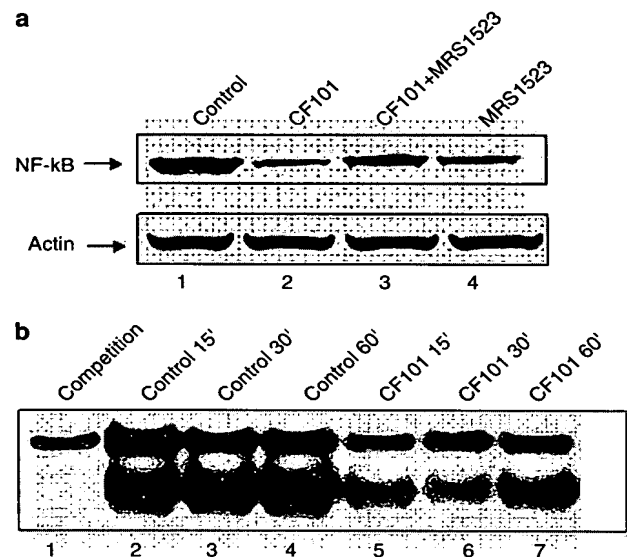 a
Control
CF101
CF101+MRS1523
MRS1523
NF-kB
Actin
1 2 3 4
b
Competition
Control 15'
Control 30'
Control 60'
CF101 15'
CF101 30'
CF101 60'
1 2 3 4 5 6 7